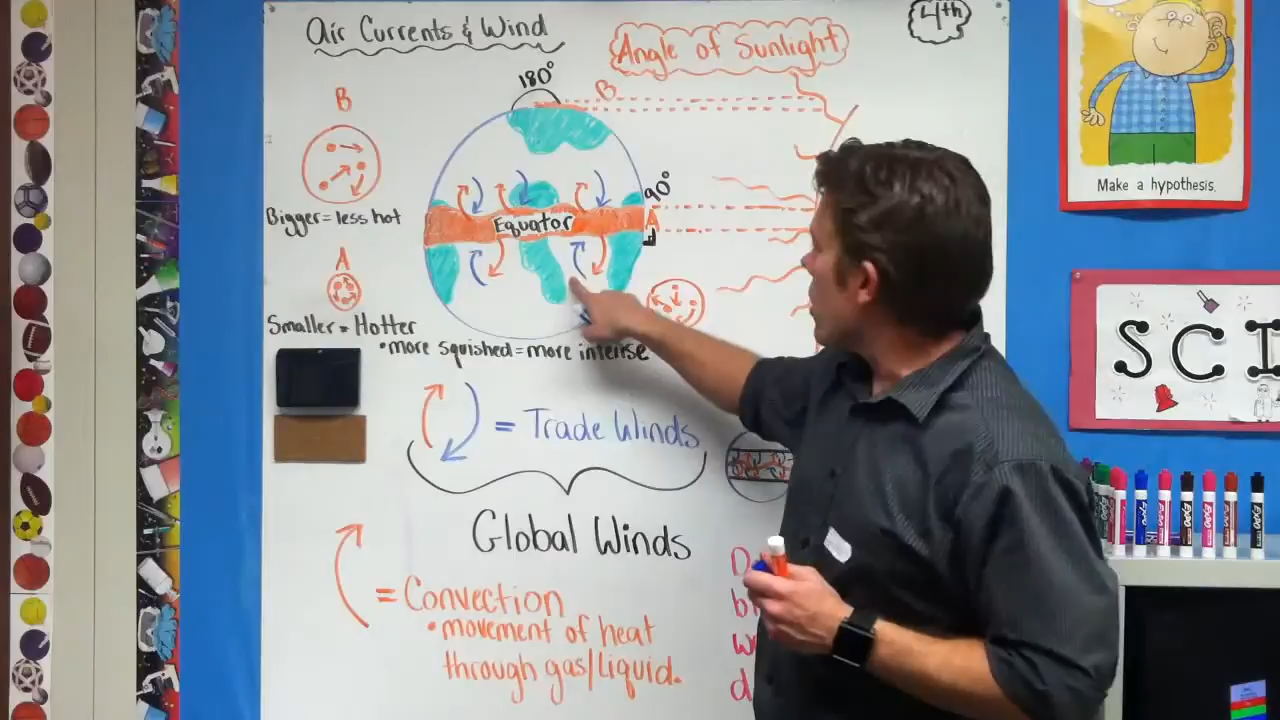 Air Currents & Wind
Angle of Sunlight
4th
180°
B
B
90°
Equator
A
Bigger = less hot
A
Smaller = Hotter
•more squished = more intense
= Trade Winds
Global Winds
= Convection
•movement of heat
through gas/liquid.
Make a hypothesis.
SCI
EXPO
EXPO
EXPO
EXPO